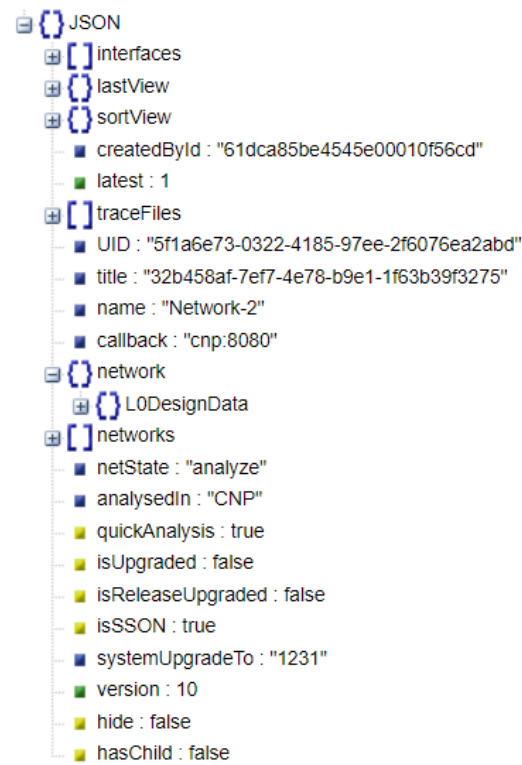 JSON
interfaces
lastView
sortView
createdById : "61dca85be4545e00010f56cd"
latest : 1
traceFiles
UID : "5f1a6e73-0322-4185-97ee-2f6076ea2abd"
title : "32b458af-7ef7-4e78-b9e1-1f63b39f3275"
name : "Network-2"
callback : "cnp:8080"
network
L0DesignData
networks
netState : "analyze"
analysedIn : "CNP"
quickAnalysis : true
isUpgraded : false
isReleaseUpgraded : false
isSSON : true
systemUpgradeTo : "1231"
version : 10
hide : false
hasChild : false